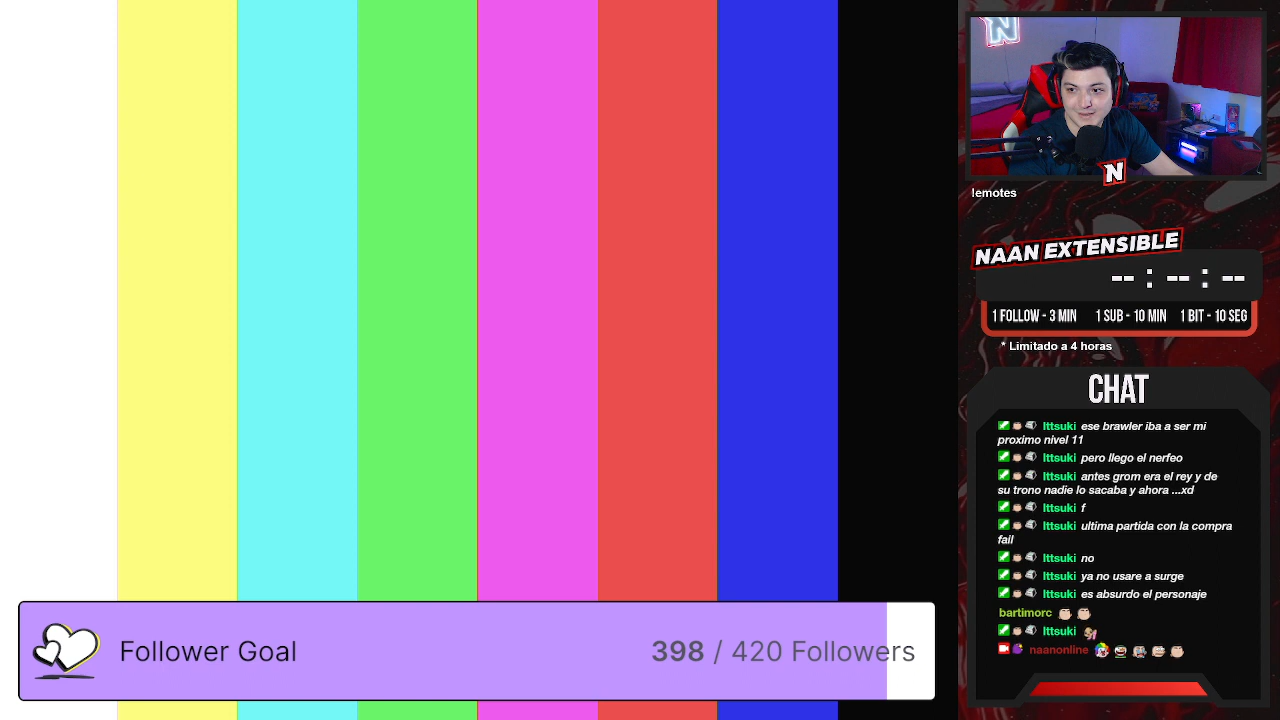 N
N
!emotes
NAAN EXTENSIBLE
-- : -- : --
1 FOLLOW - 3 MIN 1 SUB - 10 MIN 1 BIT - 10 SEG
* Limitado a 4 horas
CHAT
Ittsuki ese brawler iba a ser mi
proximo nivel 11
Ittsuki pero llego el nerfeo
Ittsuki antes grom era el rey y de
su trono nadie lo sacaba y ahora ...xd
Ittsuki f
Ittsuki ultima partida con la compra
fail
Ittsuki no
Ittsuki ya no usare a surge
Ittsuki es absurdo el personaje
bartimorc
Ittsuki
naanonline
Follower Goal 398 / 420 Followers